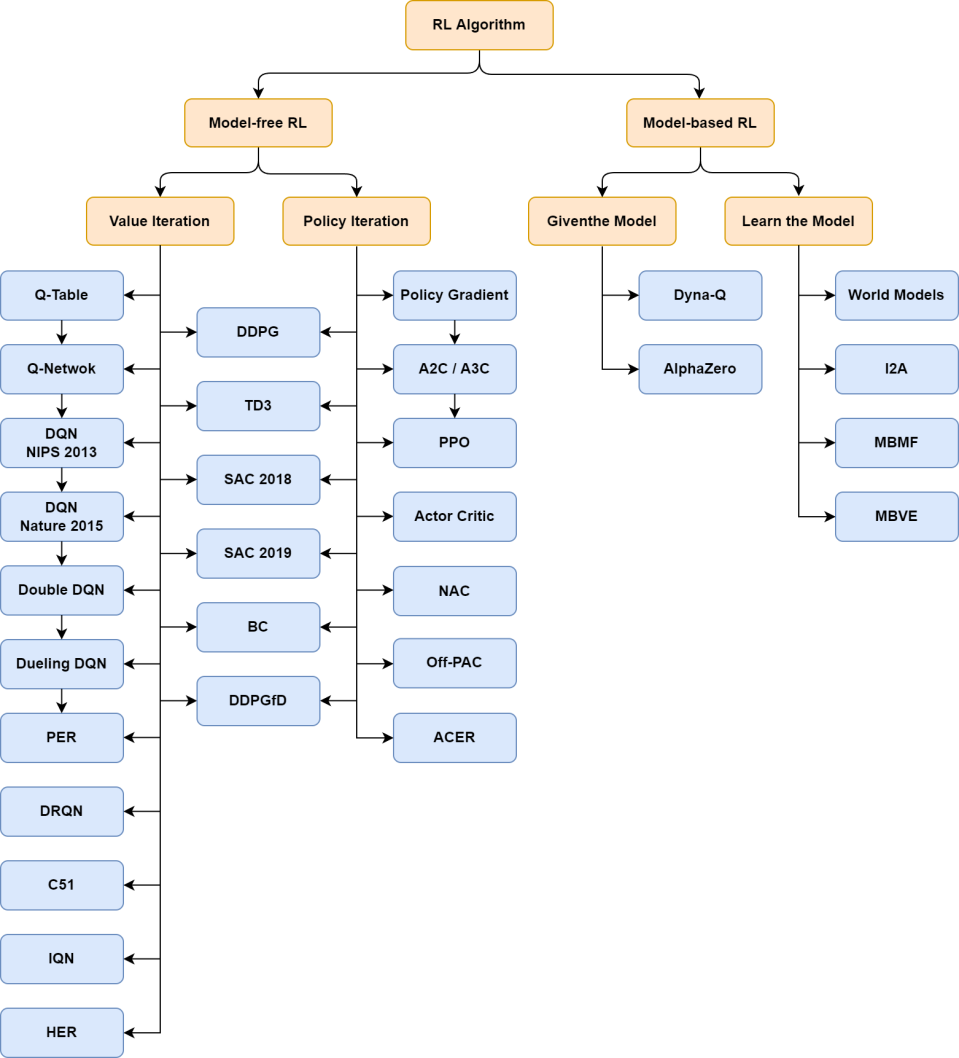 RL Algorithm
Model-free RL
Model-based RL
Value Iteration
Policy Iteration
Giventhe Model
Learn the Model
Q-Table
Q-Netwok
DQN
NIPS 2013
DQN
Nature 2015
Double DQN
Dueling DQN
PER
DRQN
C51
IQN
HER
DDPG
TD3
SAC 2018
SAC 2019
BC
DDPGfD
Policy Gradient
A2C / A3C
PPO
Actor Critic
NAC
Off-PAC
ACER
Dyna-Q
AlphaZero
World Models
I2A
MBMF
MBVE